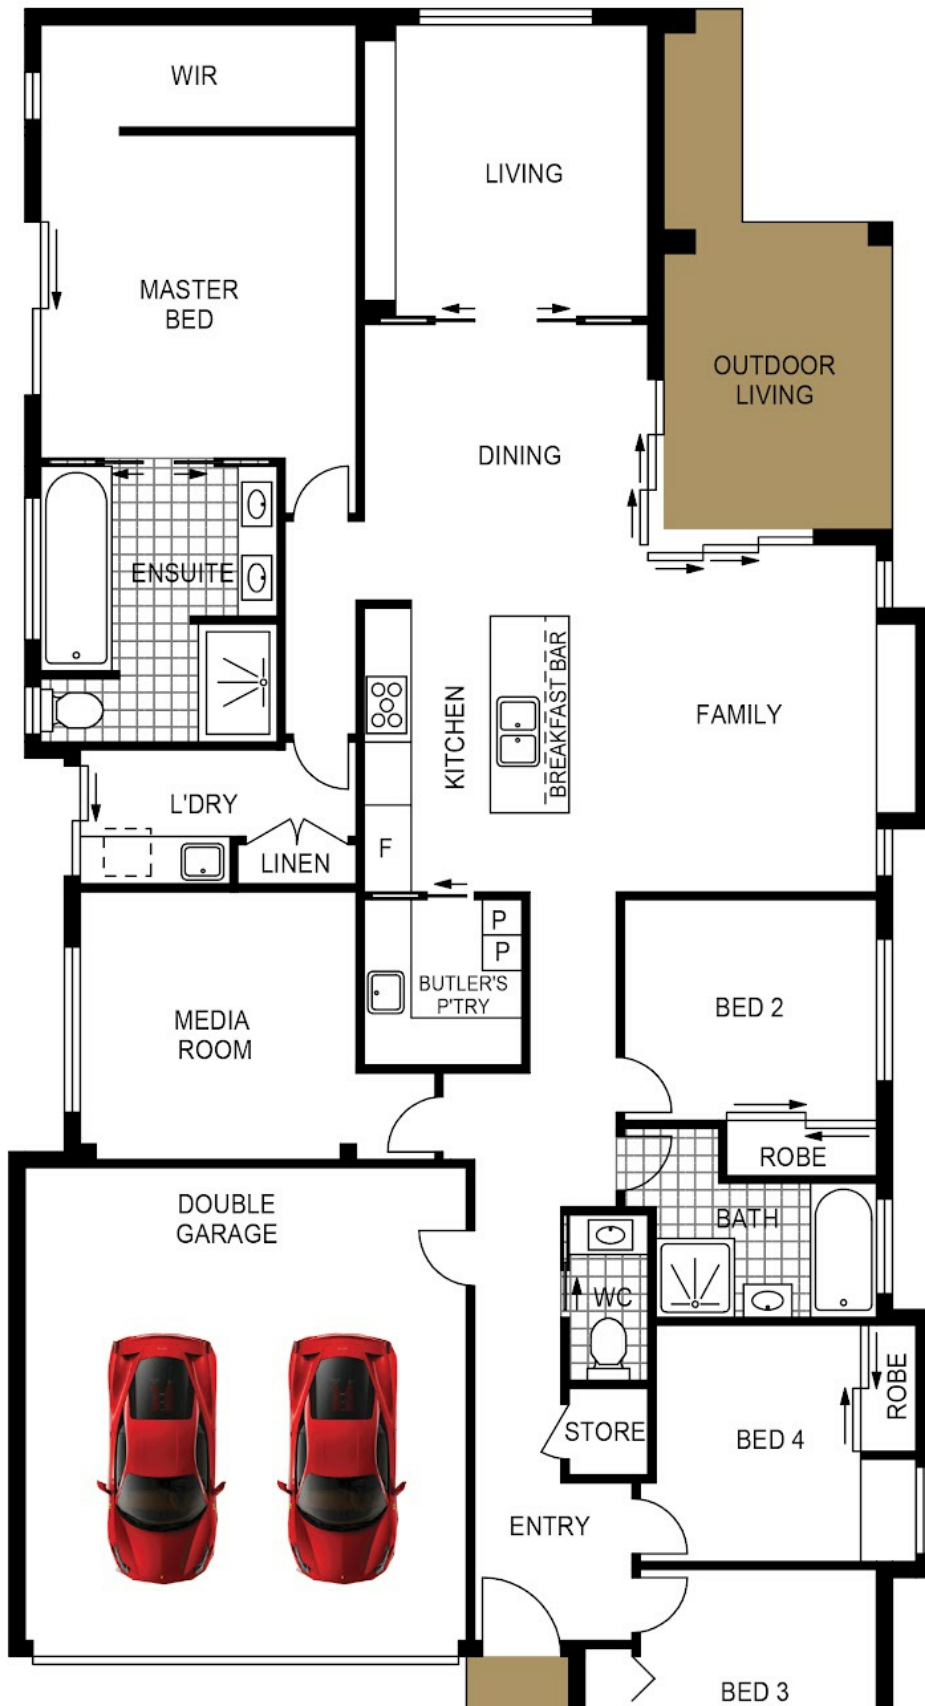 WIR
LIVING
MASTER
BED
OUTDOOR
LIVING
DINING
ENSUITE
KITCHEN
BREAKFAST BAR
FAMILY
L'DRY
LINEN
F
P
P
BUTLER'S
P'TRY
MEDIA
ROOM
BED 2
ROBE
DOUBLE
GARAGE
BATH
WC
ROBE
STORE
BED 4
ENTRY
BED 3